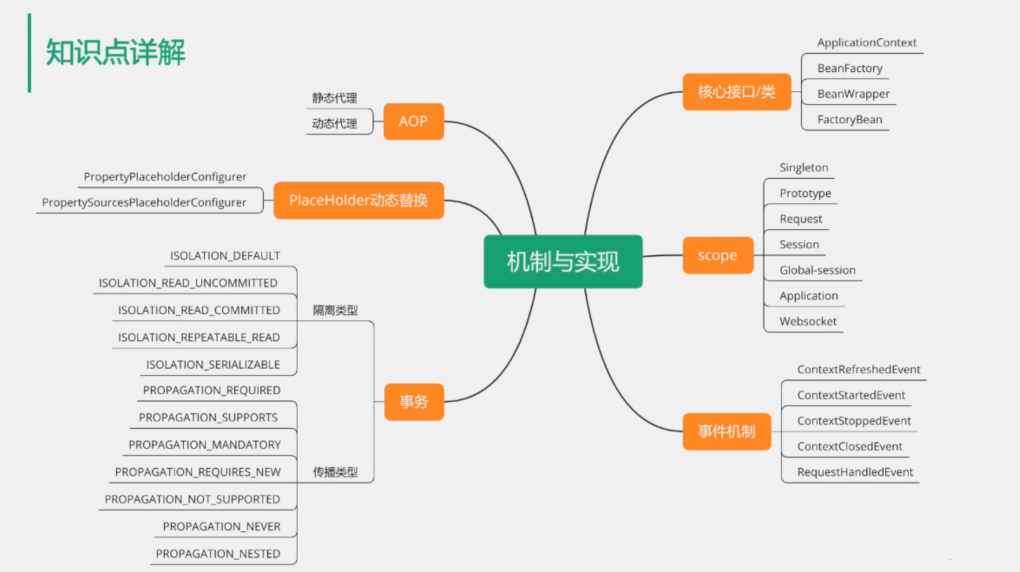 知识点详解
机制与实现
AOP
静态代理
动态代理
PlaceHolder动态替换
PropertyPlaceholderConfigurer
PropertySourcesPlaceholderConfigurer
事务
隔离类型
ISOLATION_DEFAULT
ISOLATION_READ_UNCOMMITTED
ISOLATION_READ_COMMITTED
ISOLATION_REPEATABLE_READ
ISOLATION_SERIALIZABLE
传播类型
PROPAGATION_REQUIRED
PROPAGATION_SUPPORTS
PROPAGATION_MANDATORY
PROPAGATION_REQUIRES_NEW
PROPAGATION_NOT_SUPPORTED
PROPAGATION_NEVER
PROPAGATION_NESTED
核心接口/类
ApplicationContext
BeanFactory
BeanWrapper
FactoryBean
scope
Singleton
Prototype
Request
Session
Global-session
Application
Websocket
事件机制
ContextRefreshedEvent
ContextStartedEvent
ContextStoppedEvent
ContextClosedEvent
RequestHandledEvent